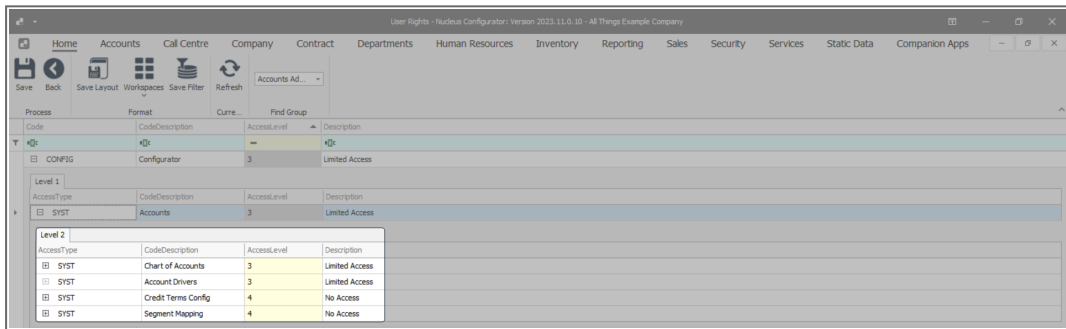 User Rights - Nucleus Configurator: Version 2023.11.0.10 - All Things Example Company
Home Accounts Call Centre Company Contract Departments Human Resources Inventory Reporting Sales Security Services Static Data Companion Apps
Save Back Save Layout Workspaces Save Filter Refresh Accounts Ad...
Process Format Curre... Find Group
Code CodeDescription AccessLevel Description
=
CONFIG Configurator 3 Limited Access
Level 1
AccessType CodeDescription AccessLevel Description
SYST Accounts 3 Limited Access
Level 2
AccessType CodeDescription AccessLevel Description
SYST Chart of Accounts 3 Limited Access
SYST Account Drivers 3 Limited Access
SYST Credit Terms Config 4 No Access
SYST Segment Mapping 4 No Access